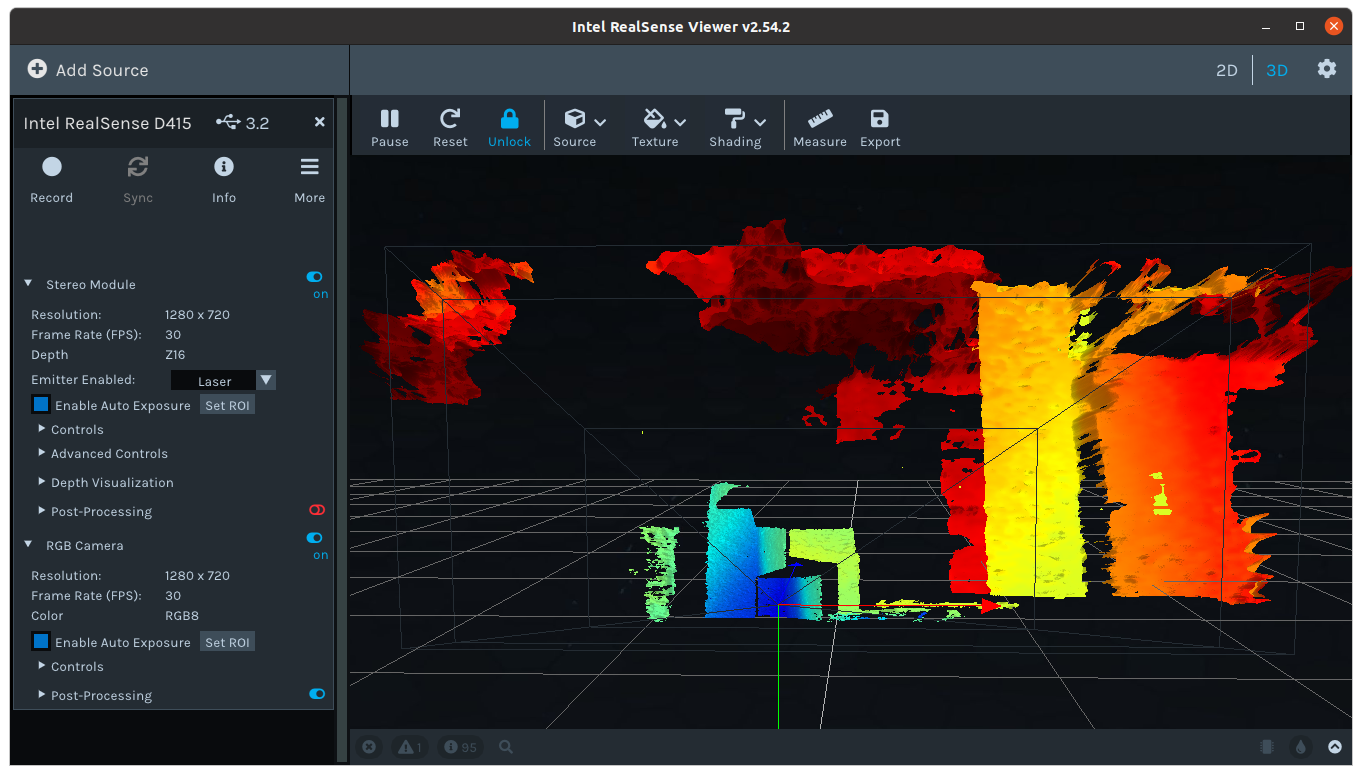 Intel RealSense Viewer v2.54.2
Add Source
2D
3D
Intel RealSense D415
3.2
Pause
Reset
Unlock
Source
Texture
Shading
Measure
Export
Record
Sync
Info
More
Stereo Module
on
Resolution: 1280 x 720
Frame Rate (FPS): 30
Depth Z16
Emitter Enabled: Laser
Enable Auto Exposure Set ROI
Controls
Advanced Controls
Depth Visualization
Post-Processing
RGB Camera
on
Resolution: 1280 x 720
Frame Rate (FPS): 30
Color RGB8
Enable Auto Exposure Set ROI
Controls
Post-Processing
1
95